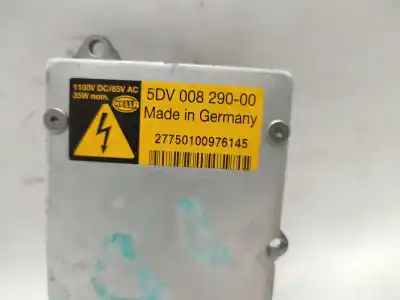 1100V DC/85V AC
35W nom.
HELLA
5DV 008 290-00
Made in Germany
27750100976145